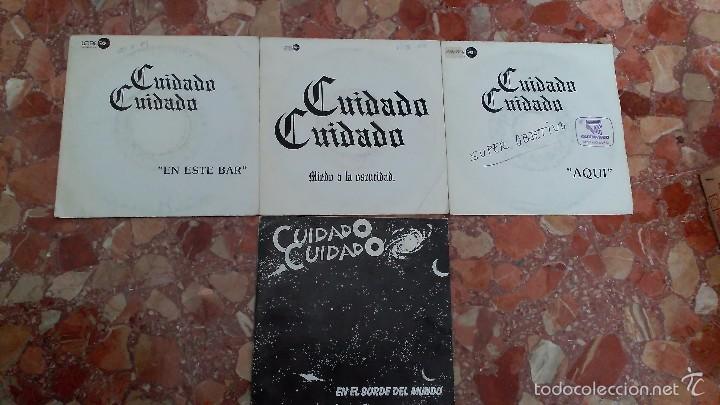 Cuidado
Cuidado
"EN ESTE BAR"
Cuidado
Cuidado
Miedo a la oscuridad.
Cuidado
Cuidado
"AQUI"
CUIDADO
CUIDADO
EN EL BORDE DEL MUNDO
todocoleccion.net